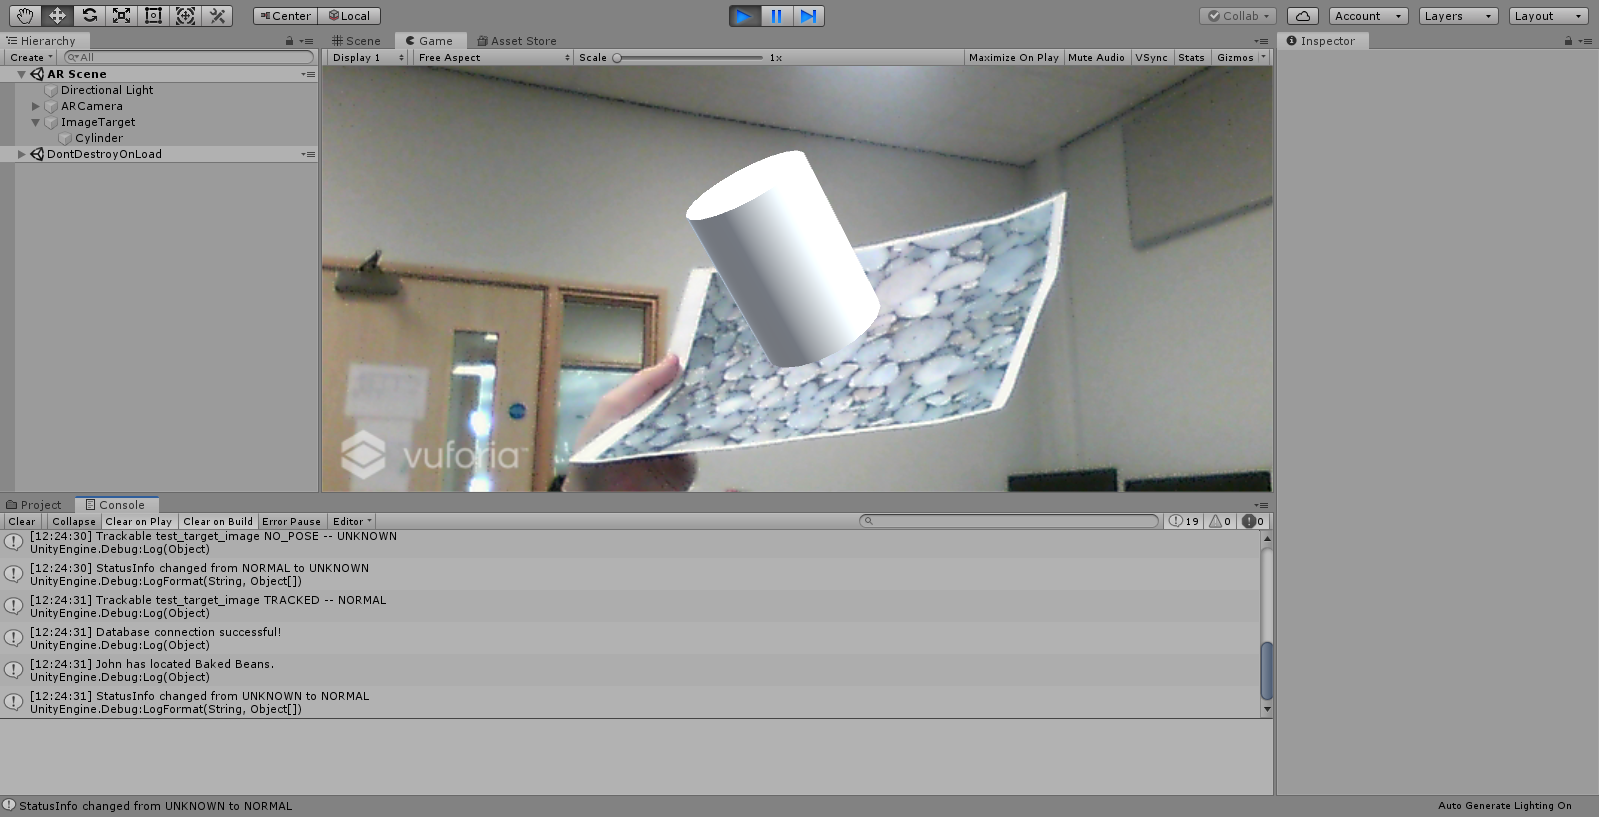 Center
Local
Collab
Account
Layers
Layout
Hierarchy
Scene
Game
Asset Store
Inspector
Create
All
Display 1
Free Aspect
Scale
1x
Maximize On Play
Mute Audio
VSync
Stats
Gizmos
AR Scene
Directional Light
ARCamera
ImageTarget
Cylinder
DontDestroyOnLoad
vuforia™
Project
Console
Clear
Collapse
Clear on Play
Clear on Build
Error Pause
Editor
19
0
0
[12:24:30] Trackable test_target_image NO_POSE -- UNKNOWN
UnityEngine.Debug:Log(Object)
[12:24:30] StatusInfo changed from NORMAL to UNKNOWN
UnityEngine.Debug:LogFormat(String, Object[])
[12:24:31] Trackable test_target_image TRACKED -- NORMAL
UnityEngine.Debug:Log(Object)
[12:24:31] Database connection successful!
UnityEngine.Debug:Log(Object)
[12:24:31] John has located Baked Beans.
UnityEngine.Debug:Log(Object)
[12:24:31] StatusInfo changed from UNKNOWN to NORMAL
UnityEngine.Debug:LogFormat(String, Object[])
StatusInfo changed from UNKNOWN to NORMAL
Auto Generate Lighting On